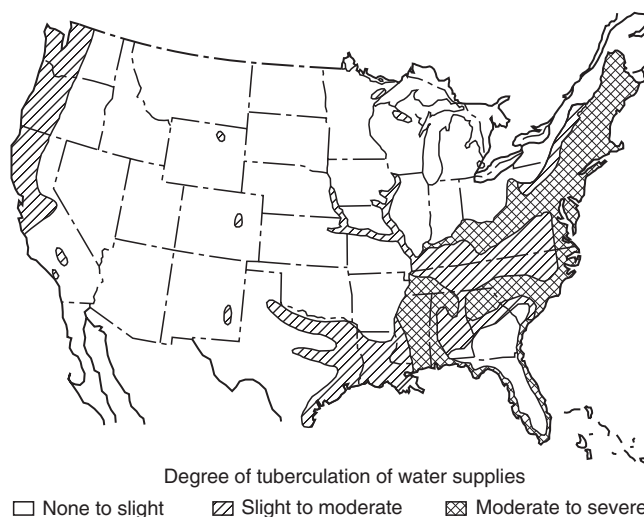 Degree of tuberculation of water supplies
None to slight Slight to moderate Moderate to severe